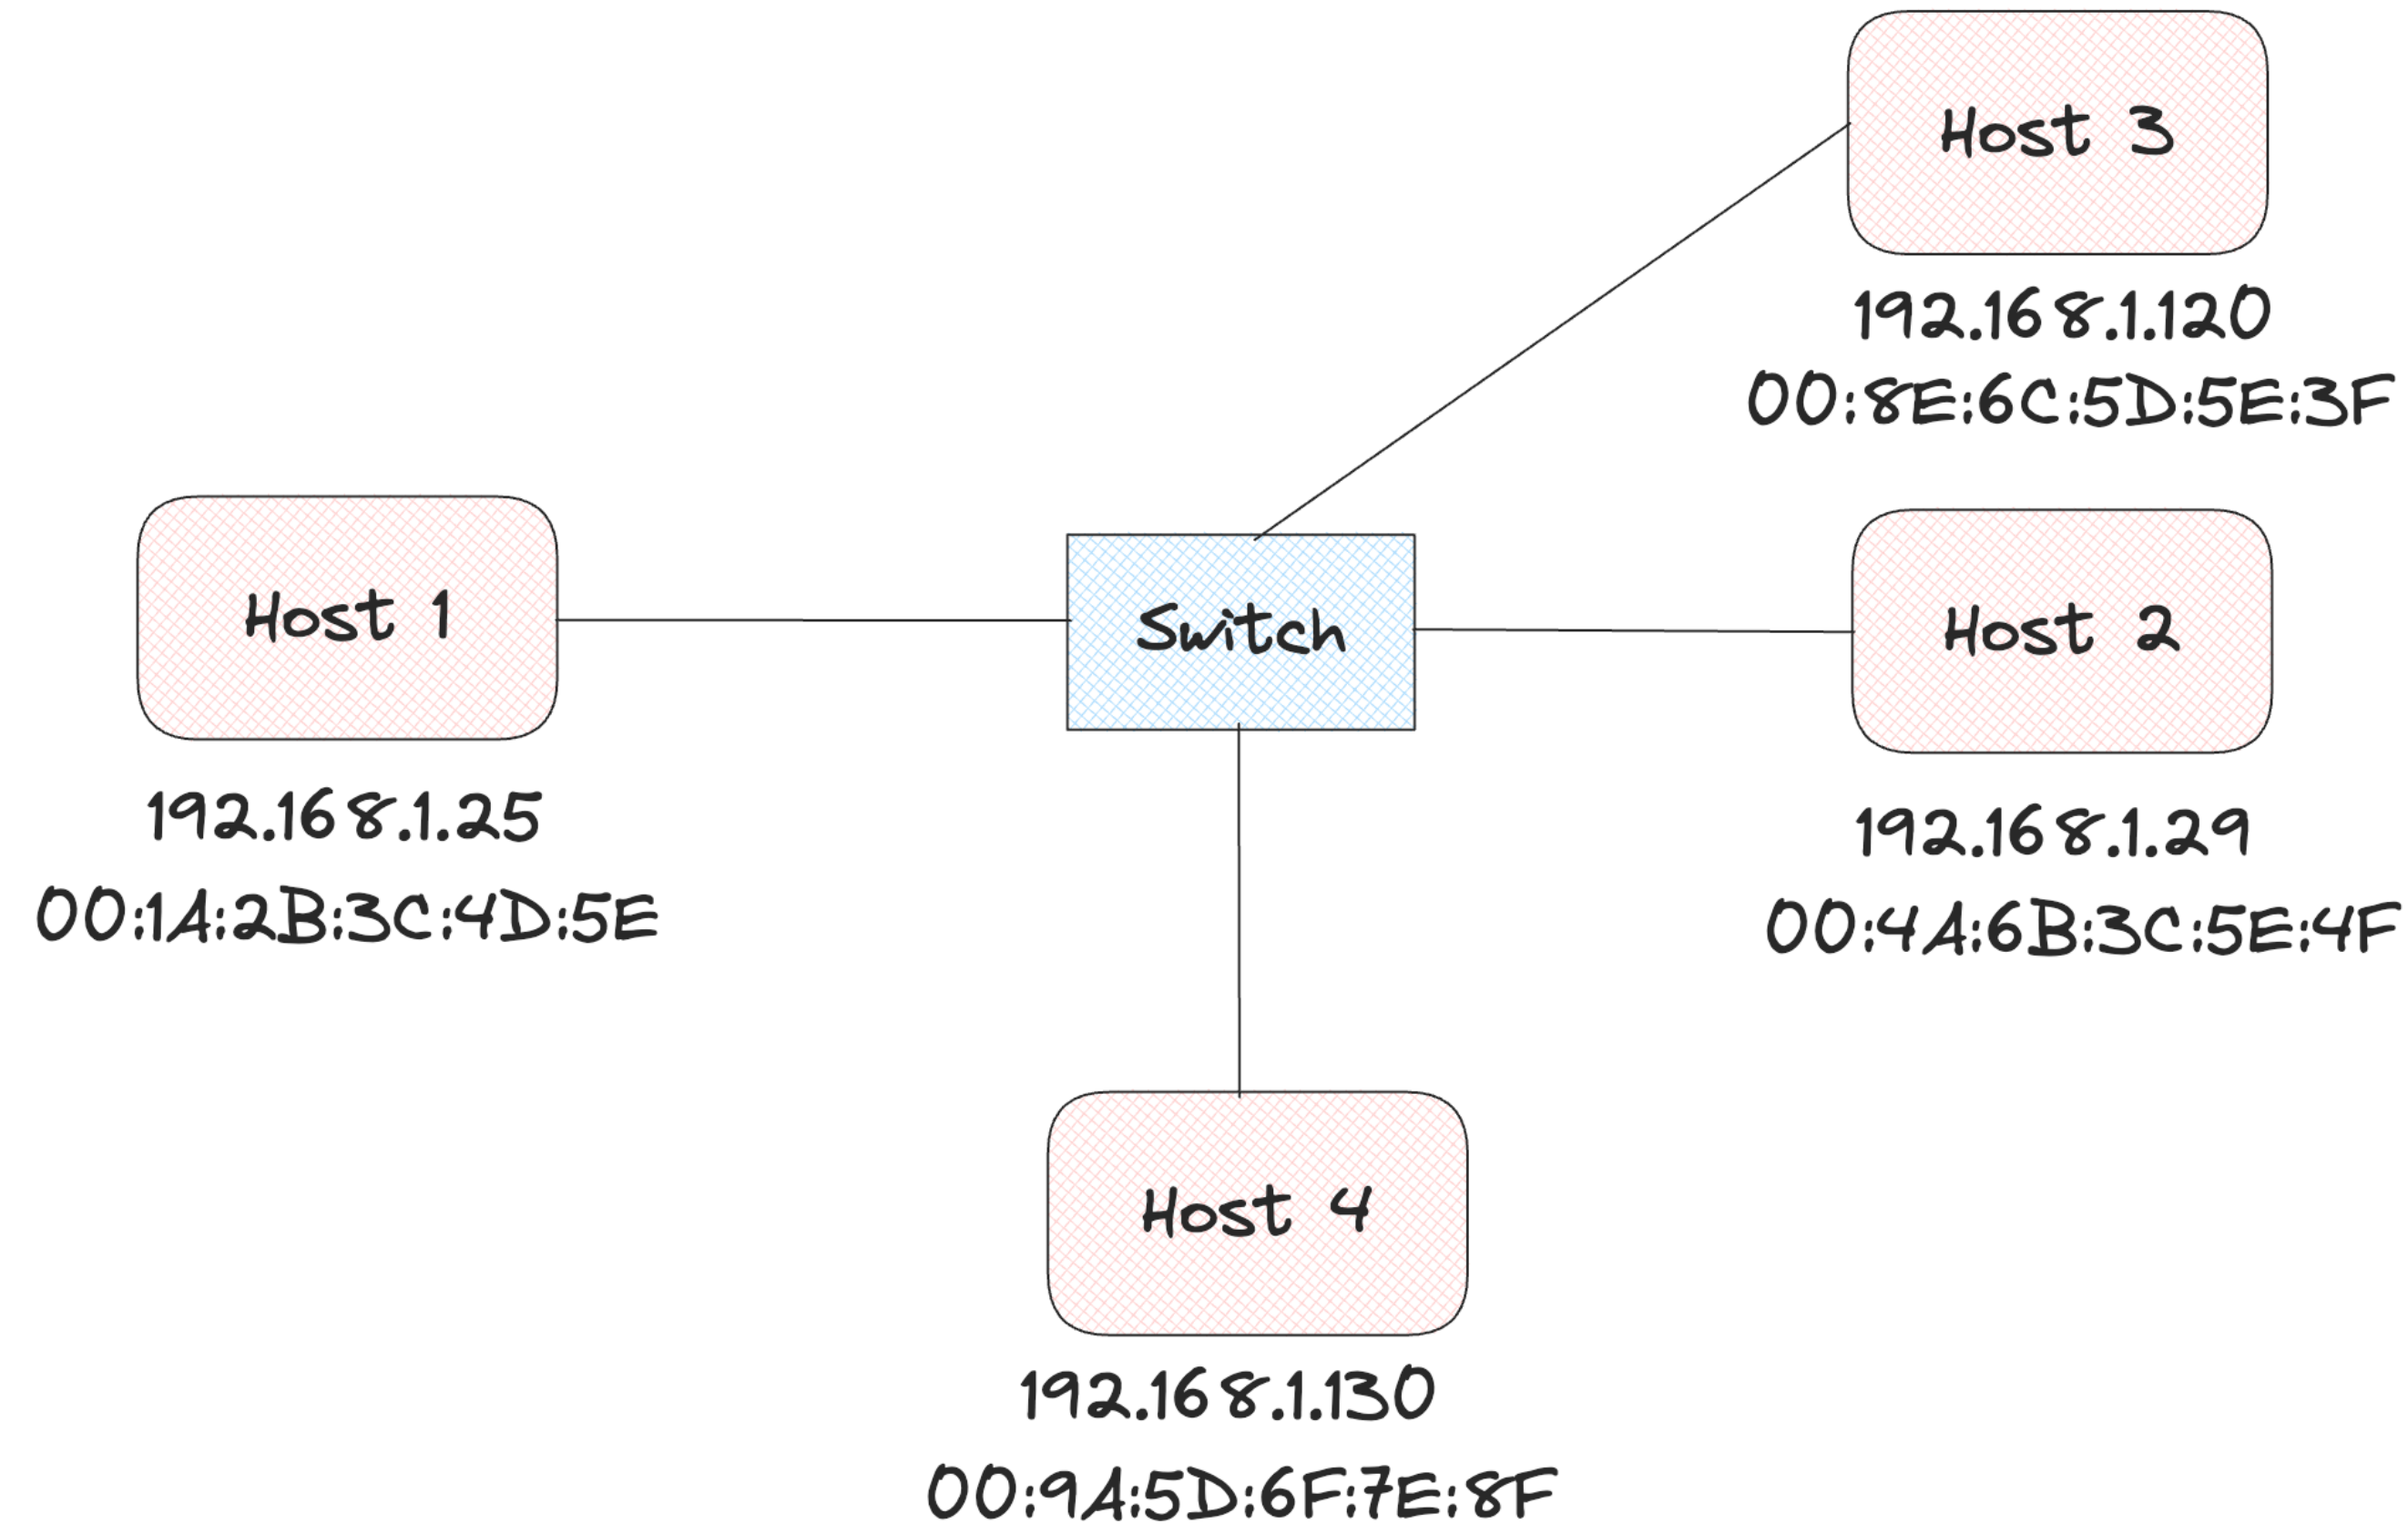 Host 3
192.168.1.120
00:8E:6C:5D:5E:3F
Host 1
192.168.1.25
00:1A:2B:3C:4D:5E
Switch
Host 2
192.168.1.29
00:4A:6B:3C:5E:4F
Host 4
192.168.1.130
00:9A:5D:6F:7E:8F